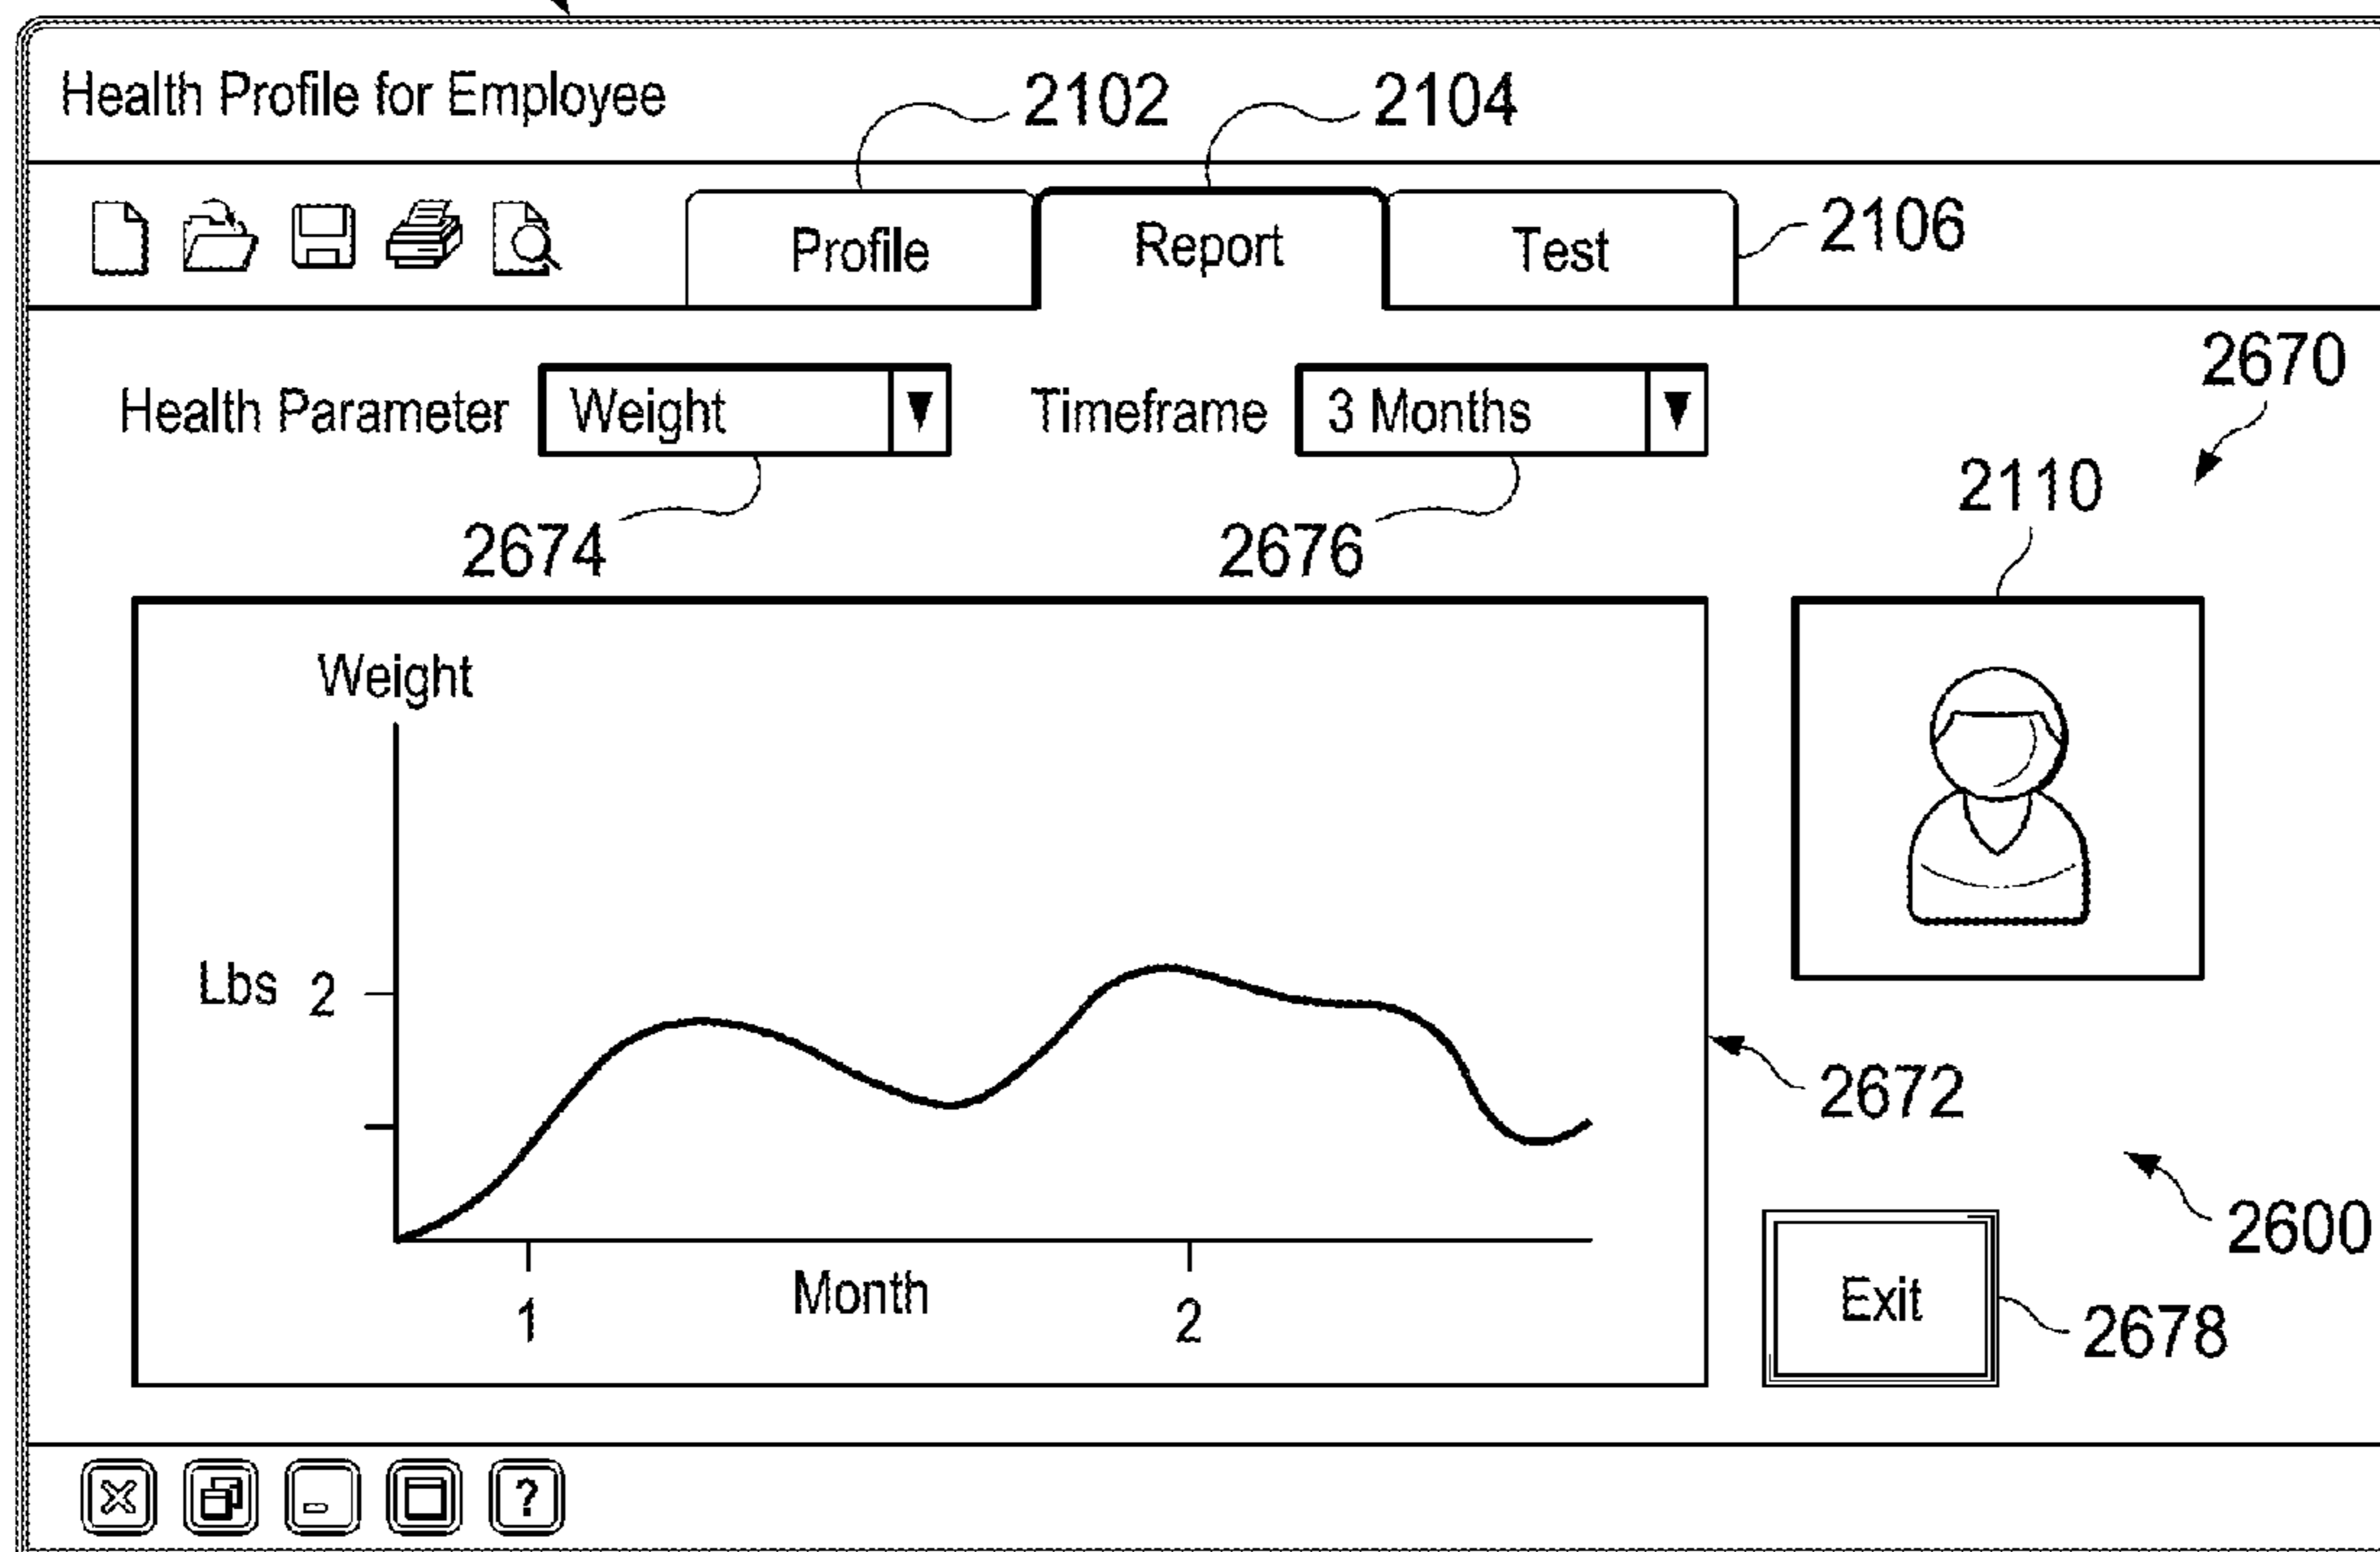 Health Profile for Employee
2102
2104
Profile
Report
Test
2106
2670
Health Parameter Weight
Timeframe 3 Months
2110
2674
2676
Weight
Lbs 2
2672
2600
Month
1
2
Exit
2678
?